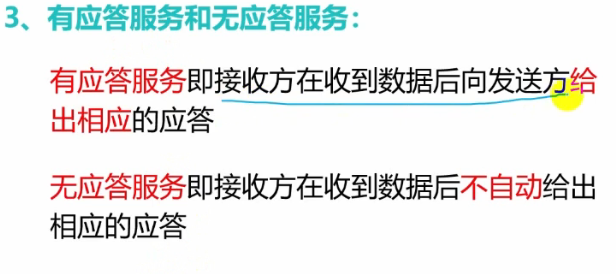 3、有应答服务和无应答服务：
有应答服务即接收方在收到数据后向发送方给
出相应的应答
无应答服务即接收方在收到数据后不自动给出
相应的应答